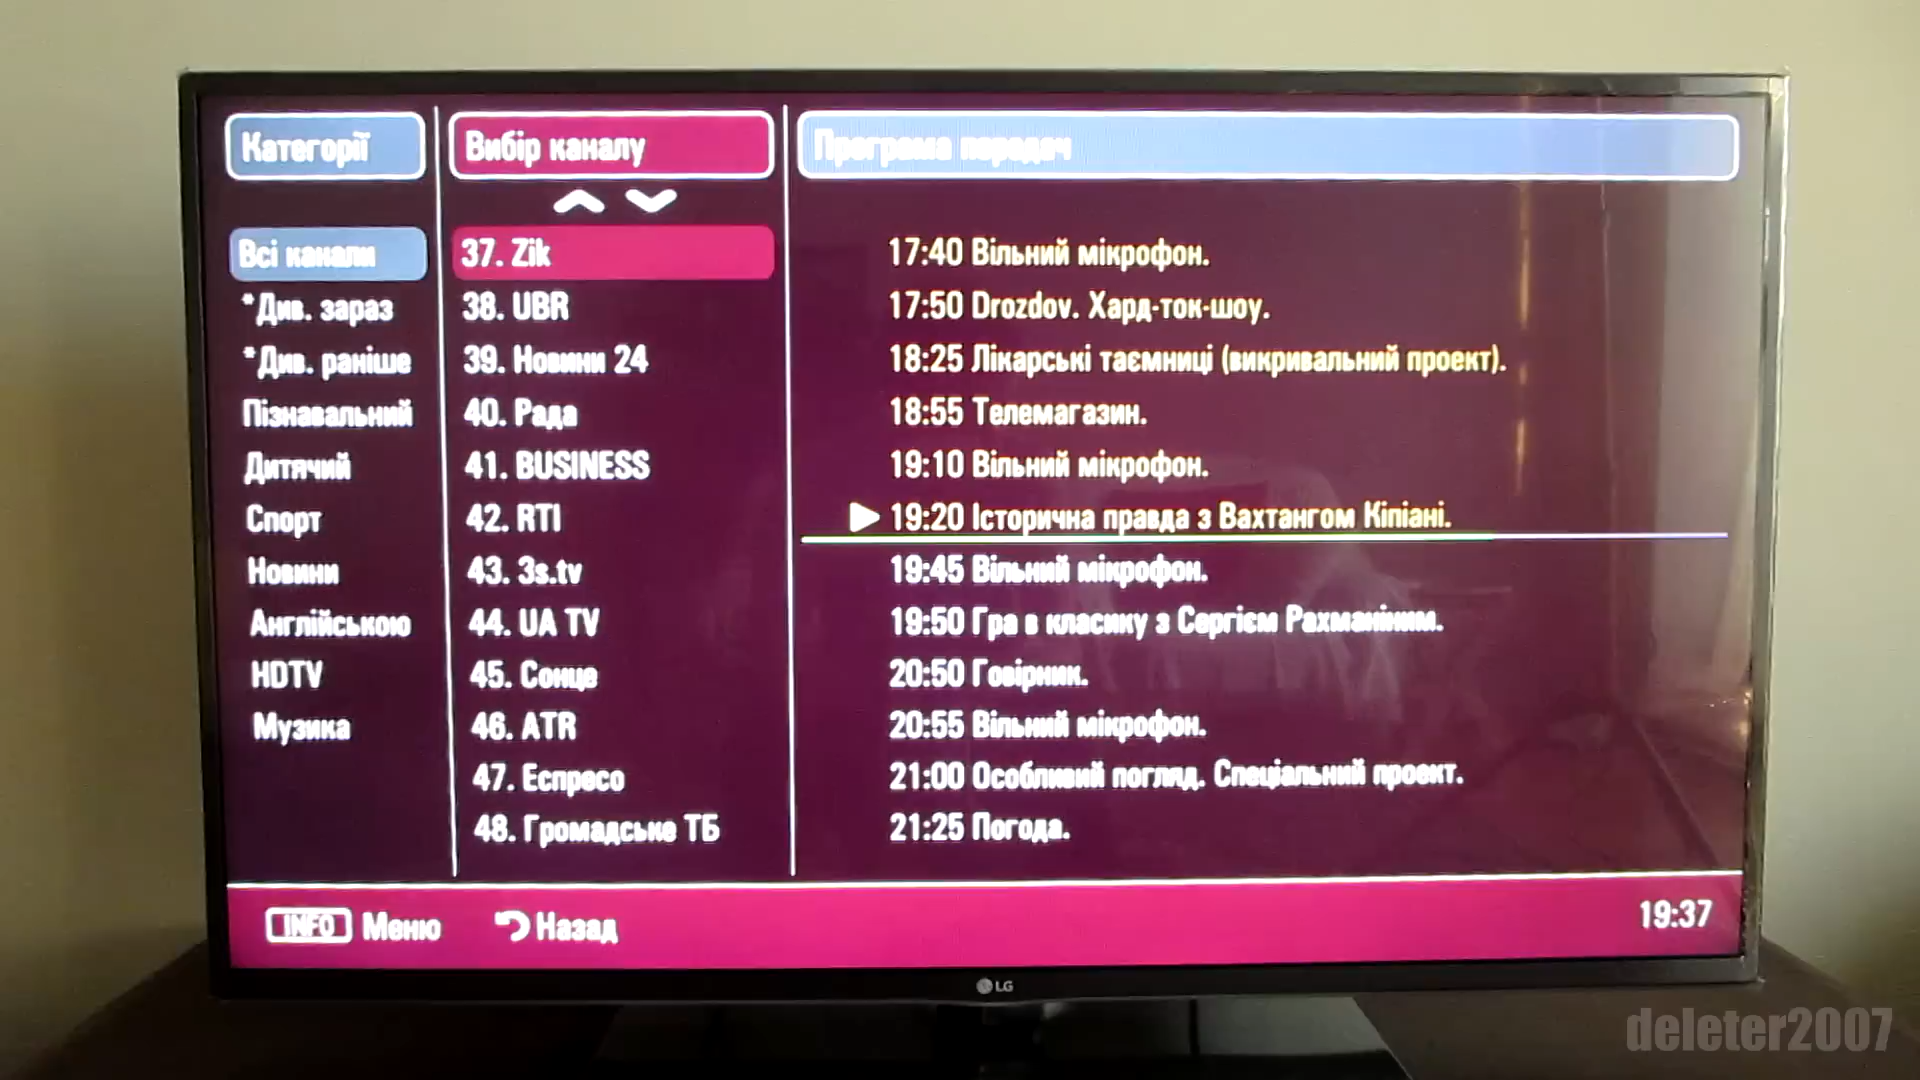 Категорії
Вибір каналу
Програма передач
Всі канали
*Див. зараз
*Див. раніше
Пізнавальний
Дитячий
Спорт
Новини
Англійською
HDTV
Музика
37. Zik
38. UBR
39. Новини 24
40. Рада
41. BUSINESS
42. RTI
43. 3s.tv
44. UA TV
45. Сонце
46. ATR
47. Еспресо
48. Громадське ТБ
17:40 Вільний мікрофон.
17:50 Drozdov. Хард-ток-шоу.
18:25 Лікарські таємниці (викривальний проект).
18:55 Телемагазин.
19:10 Вільний мікрофон.
19:20 Історична правда з Вахтангом Кіпіані.
19:45 Вільний мікрофон.
19:50 Гра в класику з Сергієм Рахманіним.
20:50 Говірник.
20:55 Вільний мікрофон.
21:00 Особливий погляд. Спеціальний проект.
21:25 Погода.
INFO Меню
Назад
19:37
LG
deleter2007